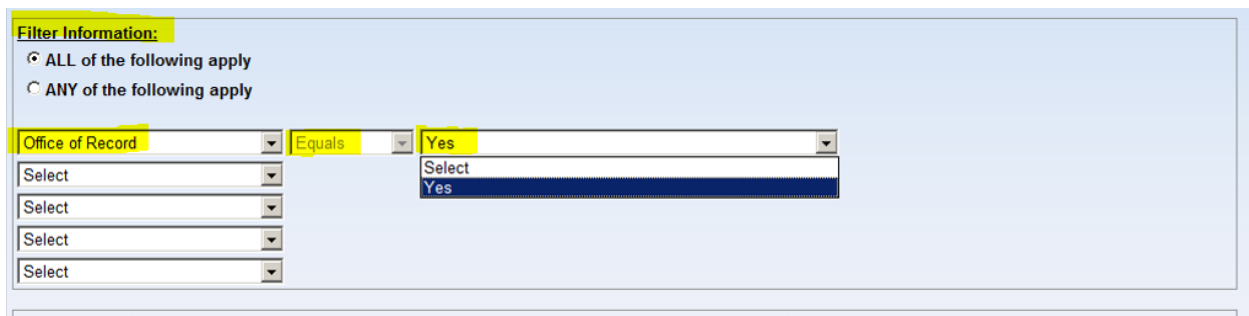 Filter Information:
ALL of the following apply
ANY of the following apply
Office of Record Equals Yes
Select Select
Yes
Select
Select
Select